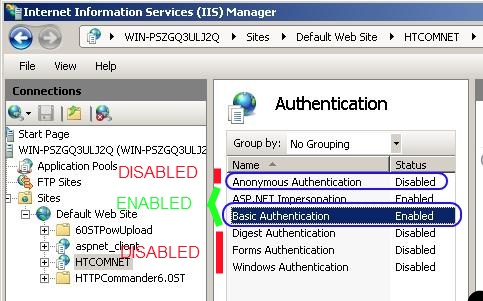 Internet Information Services (IIS) Manager
WIN-PSZGQ3ULJ2Q
Sites
Default Web Site
HTCOMNET
File View Help
Connections
Start Page
WIN-PSZGQ3ULJ2Q (WIN-PSZGQ3ULJ2Q
Application Pools
FTP Sites
Sites
Default Web Site
60STPowUpload
aspnet_client
HTCOMNET
HTTPCommander6.0ST
DISABLED
ENABLED
DISABLED
Authentication
Group by: No Grouping
Name Status
Anonymous Authentication Disabled
ASP.NET Impersonation Enabled
Basic Authentication Enabled
Digest Authentication Disabled
Forms Authentication Disabled
Windows Authentication Disabled